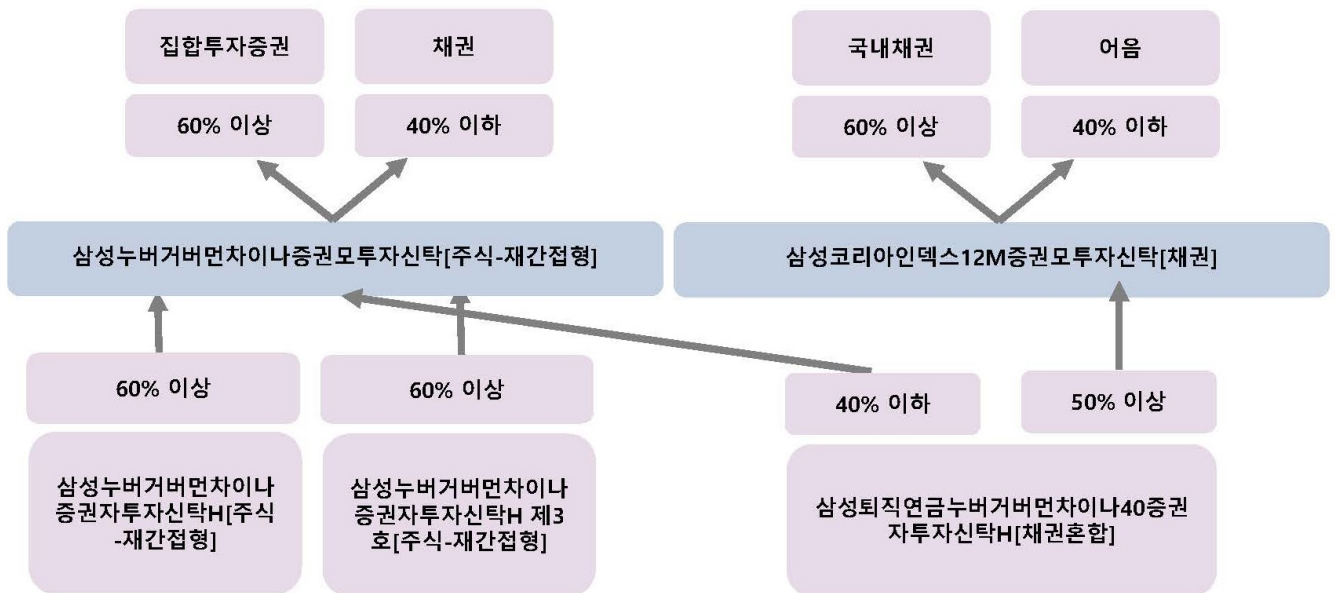 집합투자증권
채권
국내채권
어음
60% 이상
40% 이하
60% 이상
40% 이하
삼성누버거버먼차이나증권모투자신탁[주식-재간접형]
삼성코리아인덱스12M증권모투자신탁[채권]
60% 이상
60% 이상
40% 이하
50% 이상
삼성누버거버먼차이나
증권자투자신탁H[주식
-재간접형]
삼성누버거버먼차이나
증권자투자신탁H 제3
호[주식-재간접형]
삼성퇴직연금누버거버먼차이나40증권
자투자신탁H[채권혼합]